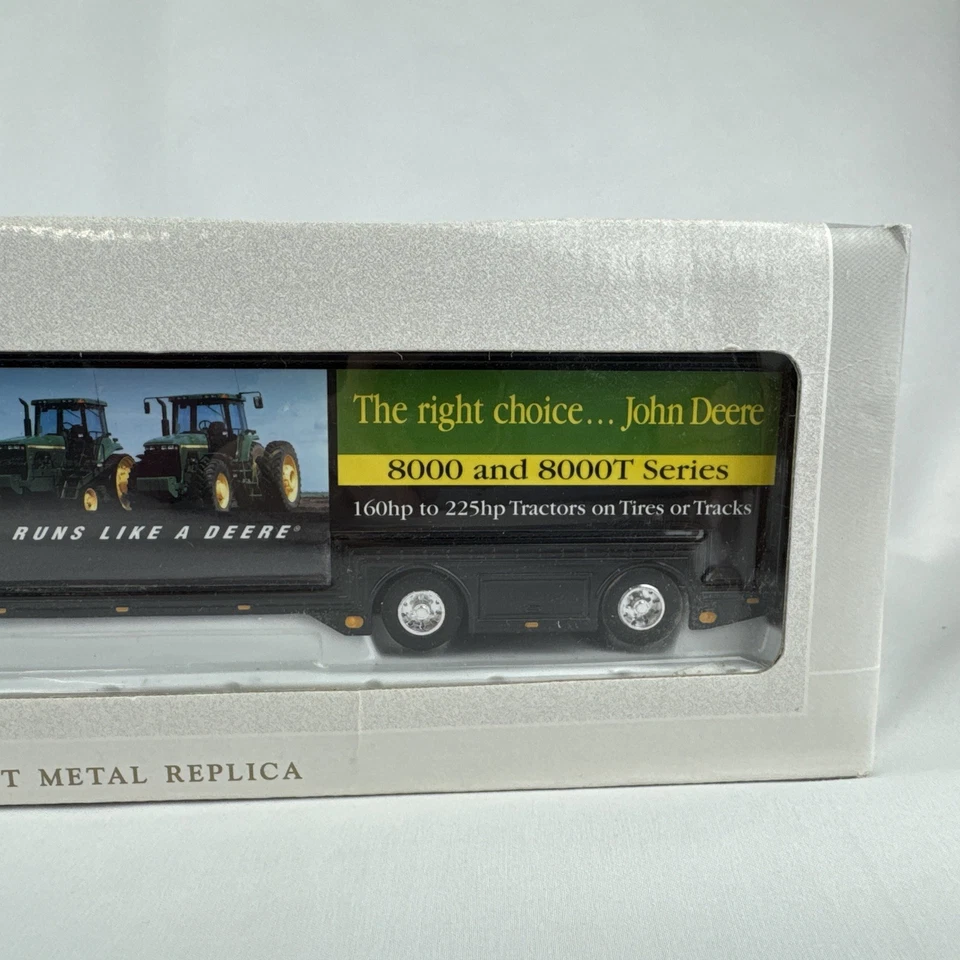 The right choice... John Deere
8000 and 8000T Series
160hp to 225hp Tractors on Tires or Tracks
RUNS LIKE A DEERE®
T METAL REPLICA